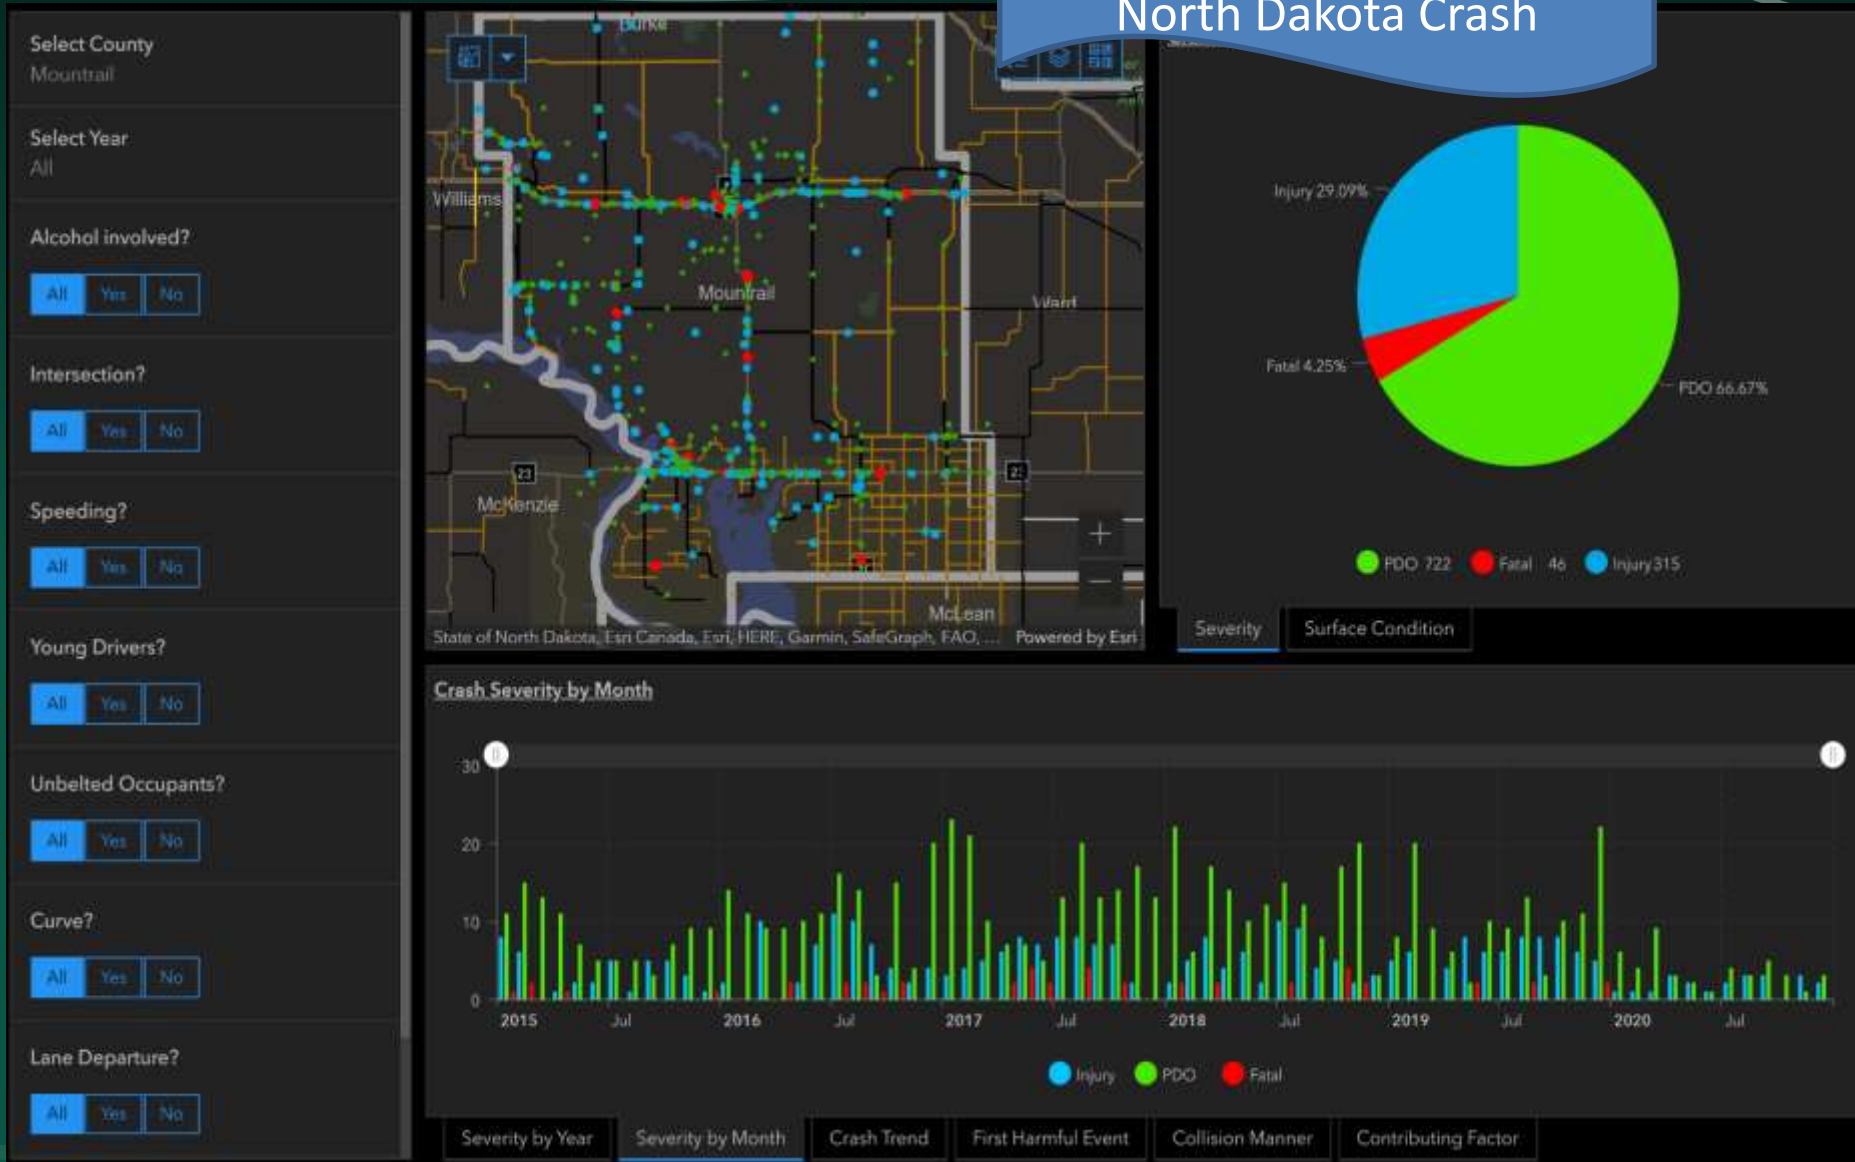 North Dakota Crash
Select County
Mountrail
Select Year
All
Alcohol involved?
All Yes No
Intersection?
All Yes No
Speeding?
All Yes No
Young Drivers?
All Yes No
Unbelted Occupants?
All Yes No
Curve?
All Yes No
Lane Departure?
All Yes No
Burke
Williams
Mountrail
Ward
23
23
McKenzie
McLean
State of North Dakota, Esri Canada, Esri, HERE, Garmin, SafeGraph, FAO, ... Powered by Esri
Injury 29.09%
Fatal 4.25%
PDO 66.67%
PDO 722 Fatal 46 Injury 315
Severity Surface Condition
Crash Severity by Month
30
20
10
0
2015 Jul 2016 Jul 2017 Jul 2018 Jul 2019 Jul 2020 Jul
Injury PDO Fatal
Severity by Year Severity by Month Crash Trend First Harmful Event Collision Manner Contributing Factor